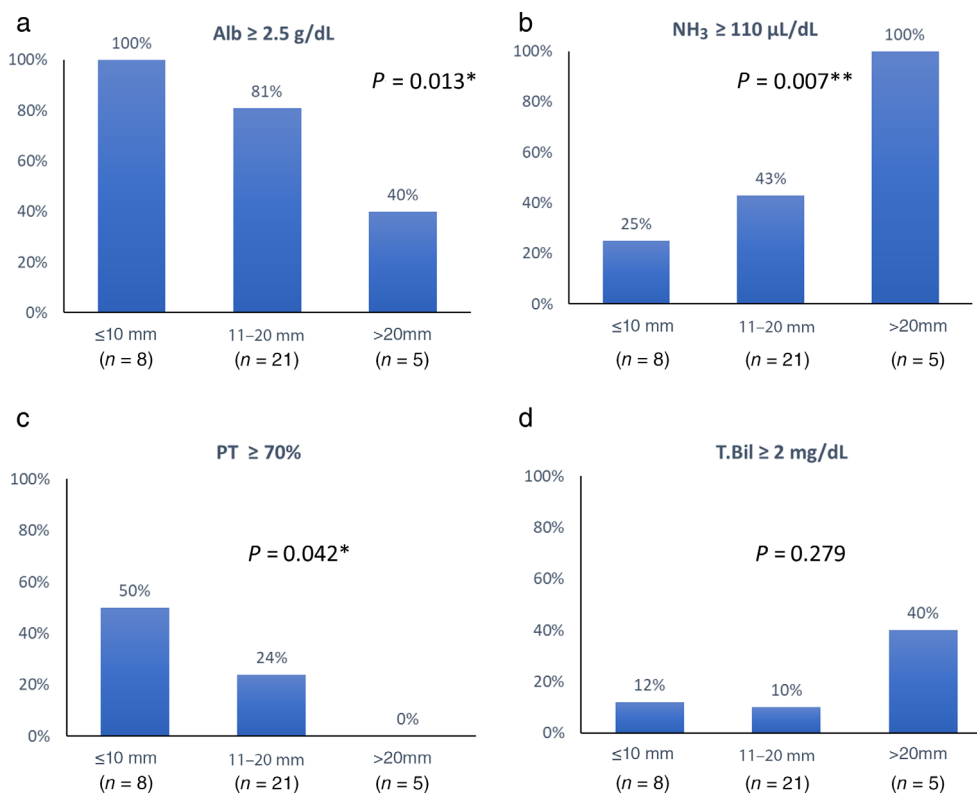 a
Alb ≥ 2.5 g/dL
100%
100%
80%
60%
40%
20%
0%
81%
40%
P = 0.013*
≤10 mm
11–20 mm
>20mm
(n = 8)
(n = 21)
(n = 5)
b
NH₃ ≥ 110 µL/dL
100%
80%
60%
40%
20%
0%
25%
43%
100%
P = 0.007**
≤10 mm
11–20 mm
>20mm
(n = 8)
(n = 21)
(n = 5)
c
PT ≥ 70%
100%
80%
60%
40%
20%
0%
50%
24%
0%
P = 0.042*
≤10 mm
11–20 mm
>20mm
(n = 8)
(n = 21)
(n = 5)
d
T.Bil ≥ 2 mg/dL
100%
80%
60%
40%
20%
0%
12%
10%
40%
P = 0.279
≤10 mm
11–20 mm
>20mm
(n = 8)
(n = 21)
(n = 5)